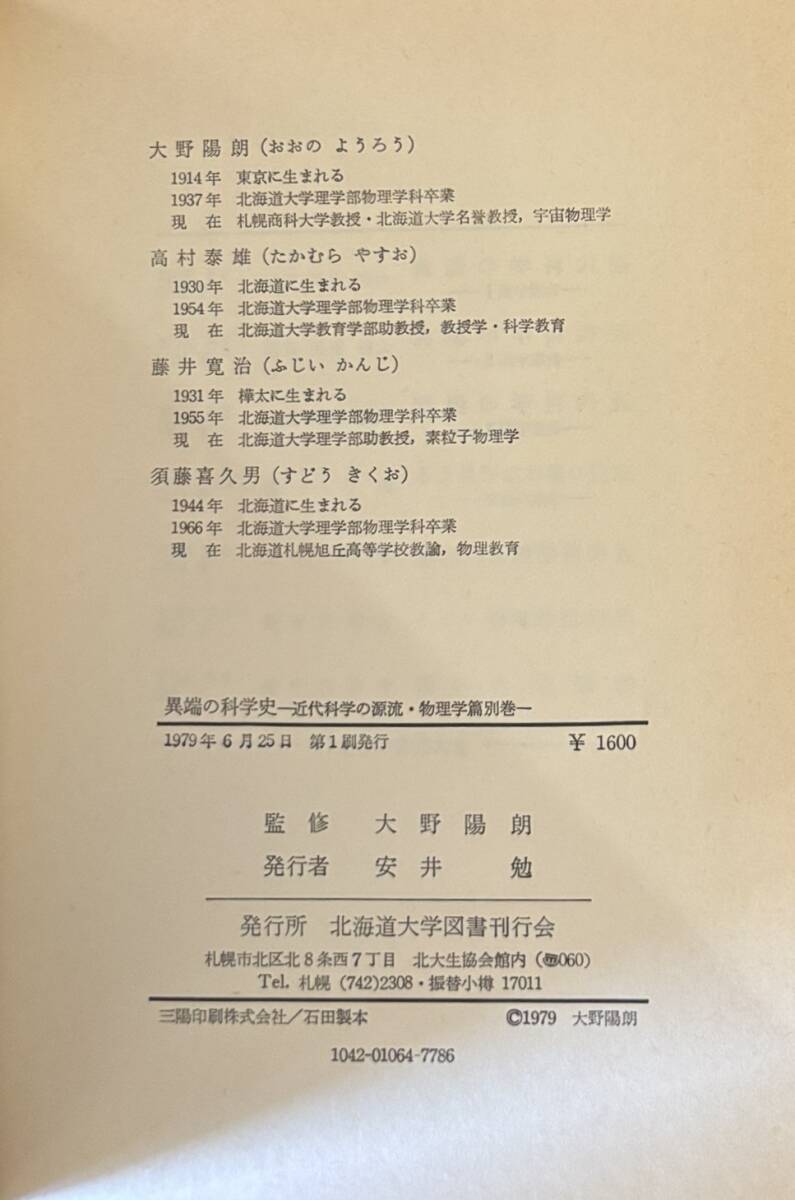 大野陽朗(おおの ようろう)
1914年 東京に生まれる
1937年 北海道大学理学部物理学科卒業
現 在 札幌商科大学教授・北海道大学名誉教授，宇宙物理学
高村泰雄(たかむら やすお)
1930年 北海道に生まれる
1954年 北海道大学理学部物理学科卒業
現 在 北海道大学教育学部助教授，教授学・科学教育
藤井寛治(ふじい かんじ)
1931年 樺太に生まれる
1955年 北海道大学理学部物理学科卒業
現 在 北海道大学理学部助教授，素粒子物理学
須藤喜久男(すどう きくお)
1944年 北海道に生まれる
1966年 北海道大学理学部物理学科卒業
現 在 北海道札幌旭丘高等学校教諭，物理教育
異端の科学史―近代科学の源流・物理学篇別巻―
1979年6月25日 第1刷発行 ¥ 1600
監修 大野陽朗
発行者 安井 勉
発行所 北海道大学図書刊行会
札幌市北区北8条西7丁目 北大生協会館内 (〠060)
Tel. 札幌 (742)2308・振替小樽 17011
三陽印刷株式会社/石田製本 ©1979 大野陽朗
1042-01064-7786